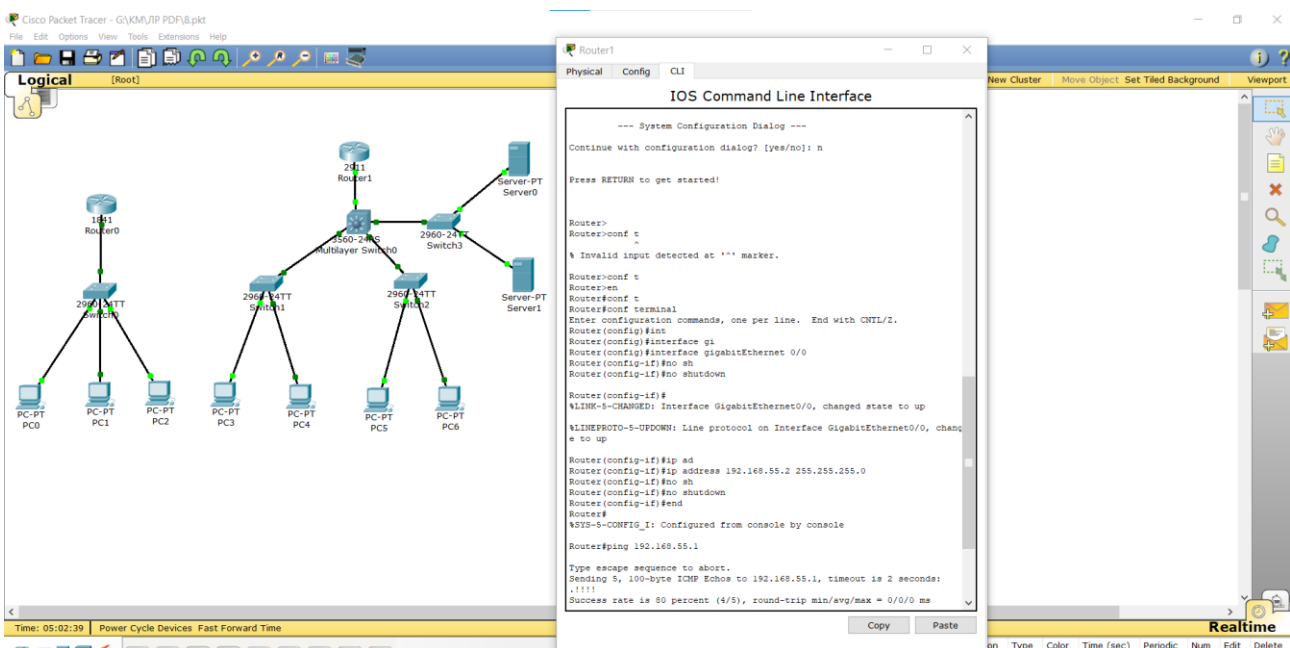 Cisco Packet Tracer - G:\KM\ЛР PDF\8.pkt
File Edit Options View Tools Extensions Help
Logical
[Root]
New Cluster
Move Object
Set Tiled Background
Viewport
2911
Router1
Server-PT
Server0
1841
Router0
3560-24PS
Multilayer Switch0
2960-24TT
Switch3
2960-24TT
Switch0
2960-24TT
Switch1
2960-24TT
Switch2
Server-PT
Server1
PC-PT
PC0
PC-PT
PC1
PC-PT
PC2
PC-PT
PC3
PC-PT
PC4
PC-PT
PC5
PC-PT
PC6
Router1
Physical Config CLI
IOS Command Line Interface
--- System Configuration Dialog ---
Continue with configuration dialog? [yes/no]: n
Press RETURN to get started!
Router>
Router>conf t
^
% Invalid input detected at '^' marker.
Router>conf t
Router>en
Router#conf t
Router#conf terminal
Enter configuration commands, one per line. End with CNTL/Z.
Router(config)#int
Router(config)#interface gi
Router(config)#interface gigabitEthernet 0/0
Router(config-if)#no sh
Router(config-if)#no shutdown
Router(config-if)#
%LINK-5-CHANGED: Interface GigabitEthernet0/0, changed state to up
%LINEPROTO-5-UPDOWN: Line protocol on Interface GigabitEthernet0/0, chang
e to up
Router(config-if)#ip ad
Router(config-if)#ip address 192.168.55.2 255.255.255.0
Router(config-if)#no sh
Router(config-if)#no shutdown
Router(config-if)#end
Router#
%SYS-5-CONFIG_I: Configured from console by console
Router#ping 192.168.55.1
Type escape sequence to abort.
Sending 5, 100-byte ICMP Echos to 192.168.55.1, timeout is 2 seconds:
.!!!!
Success rate is 80 percent (4/5), round-trip min/avg/max = 0/0/0 ms
Copy Paste
Time: 05:02:39 Power Cycle Devices Fast Forward Time
Realtime
on Type Color Time (sec) Periodic Num Edit Delete